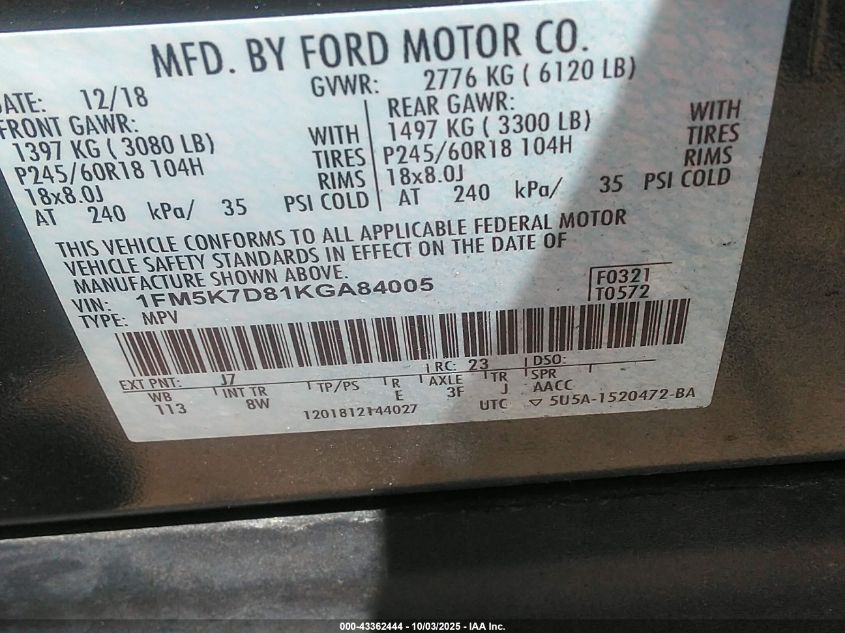 MFD. BY FORD MOTOR CO.
DATE: 12/18 GVWR: 2776 KG ( 6120 LB)
FRONT GAWR:
1397 KG ( 3080 LB) WITH
P245/60R18 104H TIRES
18x8.0J RIMS
AT 240 kPa/ 35 PSI COLD
REAR GAWR: WITH
1497 KG ( 3300 LB) TIRES
P245/60R18 104H RIMS
18x8.0J
AT 240 kPa/ 35 PSI COLD
THIS VEHICLE CONFORMS TO ALL APPLICABLE FEDERAL MOTOR
VEHICLE SAFETY STANDARDS IN EFFECT ON THE DATE OF
MANUFACTURE SHOWN ABOVE.
VIN: 1FM5K7D81KGA84005 F0321
TYPE: MPV T0572
EXT PNT: J7 RC: 23 DSO:
WB INT TR TP/PS R AXLE TR SPR
113 8W E 3F J AACC
1201812144027 UTC ▽ 5U5A-1520472-BA
000-43362444 - 10/03/2025 - IAA Inc.